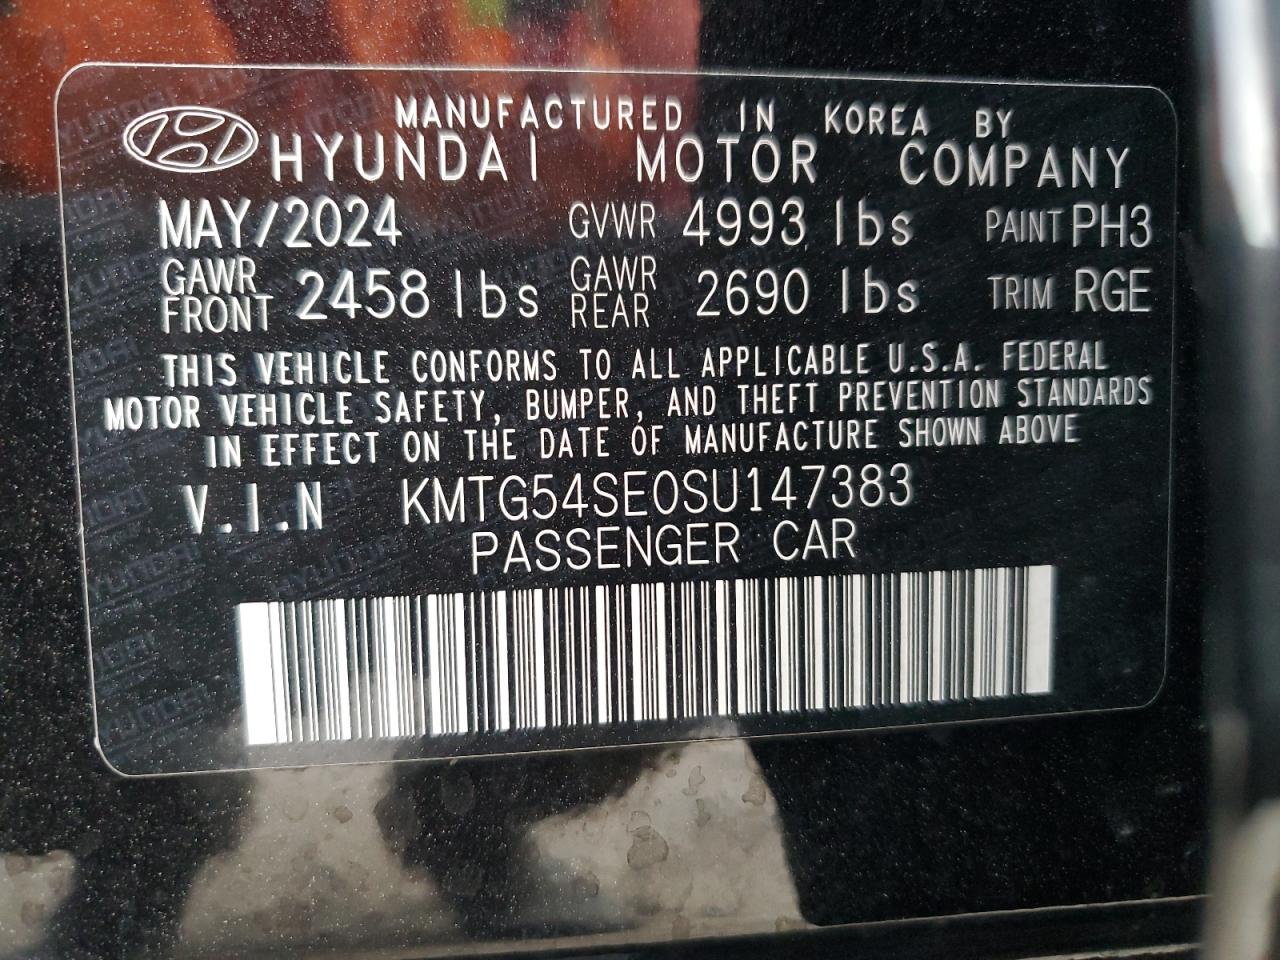 MANUFACTURED IN KOREA BY
HYUNDAI MOTOR COMPANY
MAY/2024 GVWR 4993 lbs PAINT PH3
GAWR FRONT 2458 lbs GAWR REAR 2690 lbs TRIM RGE
THIS VEHICLE CONFORMS TO ALL APPLICABLE U.S.A. FEDERAL
MOTOR VEHICLE SAFETY, BUMPER, AND THEFT PREVENTION STANDARDS
IN EFFECT ON THE DATE OF MANUFACTURE SHOWN ABOVE
V.I.N KMTG54SE0SU147383
PASSENGER CAR